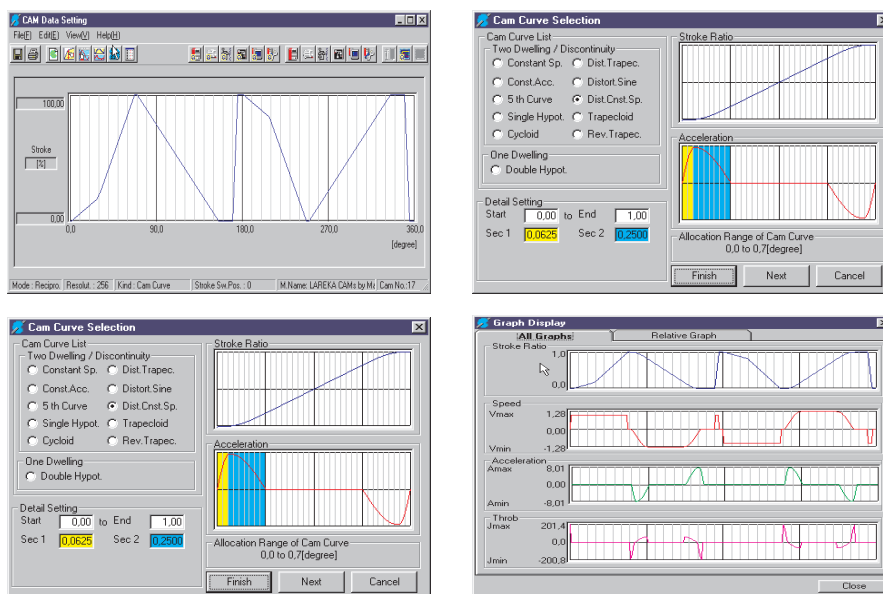 CAM Data Setting
File(F) Edit(E) View(V) Help(H)
100,00
Stroke
[%]
0,00
0,0 90,0 180,0 270,0 360,0
[degree]
Mode : Recipro. Resolut. : 256 Kind : Cam Curve Stroke Sw.Pos. : 0 M.Name: LAREKA CAMs by Ma Cam No.:17
Cam Curve Selection
Cam Curve List
Two Dwelling / Discontinuity
Constant Sp. Dist.Trapec.
Const.Acc. Distort.Sine
5 th Curve Dist.Cnst.Sp.
Single Hypot. Trapecloid
Cycloid Rev.Trapec.
One Dwelling
Double Hypot.
Detail Setting
Start 0,00 to End 1,00
Sec 1 0,0625 Sec 2 0,2500
Stroke Ratio
Acceleration
Allocation Range of Cam Curve
0,0 to 0,7[degree]
Finish Next Cancel
Cam Curve Selection
Cam Curve List
Two Dwelling / Discontinuity
Constant Sp. Dist.Trapec.
Const.Acc. Distort.Sine
5 th Curve Dist.Cnst.Sp.
Single Hypot. Trapecloid
Cycloid Rev.Trapec.
One Dwelling
Double Hypot.
Detail Setting
Start 0,00 to End 1,00
Sec 1 0,0625 Sec 2 0,2500
Stroke Ratio
Acceleration
Allocation Range of Cam Curve
0,0 to 0,7[degree]
Finish Next Cancel
Graph Display
All Graphs Relative Graph
Stroke Ratio
1,0
0,0
Speed
Vmax 1,28
0,00
Vmin -1,28
Acceleration
Amax 8,01
0,00
Amin -8,01
Throb
Jmax 201,4
0,0
Jmin -200,8
Close